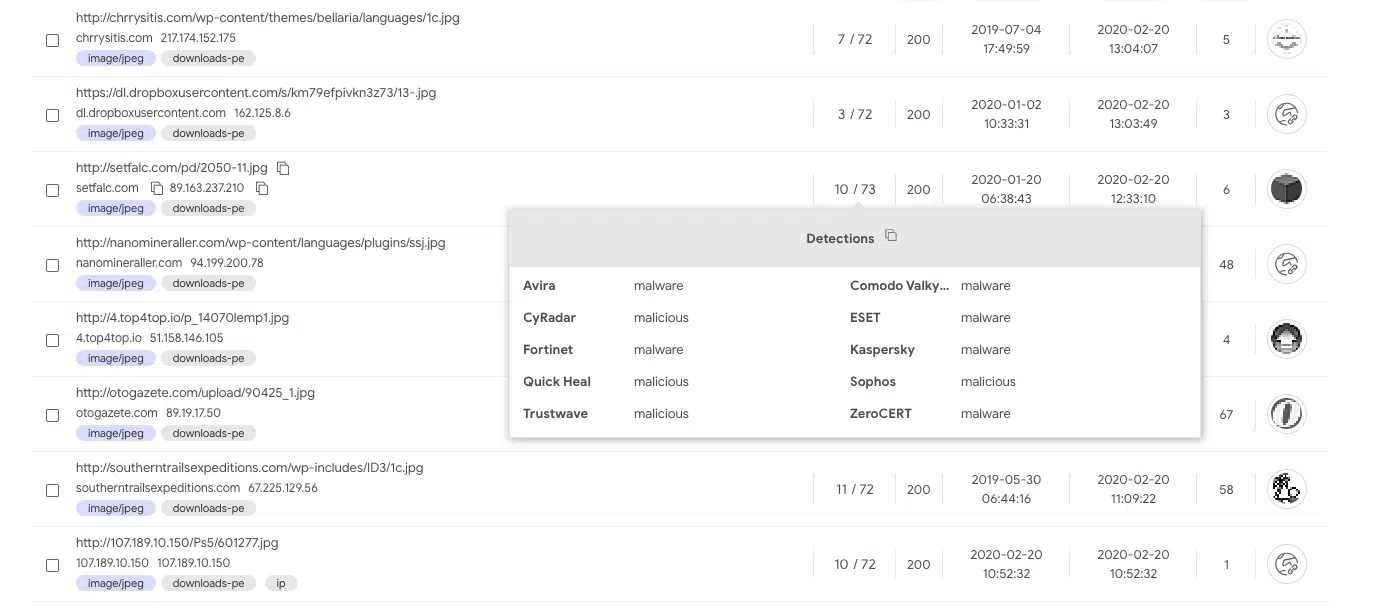 http://chrrysitis.com/wp-content/themes/bellaria/languages/1c.jpg
chrrysitis.com 217.174.152.175
image/jpeg downloads-pe
7 / 72 200 2019-07-04 2020-02-20 5
17:49:59 13:04:07
https://dl.dropboxusercontent.com/s/km79efpivkn3z73/13-.jpg
dl.dropboxusercontent.com 162.125.8.6
image/jpeg downloads-pe
3 / 72 200 2020-01-02 2020-02-20 3
10:33:31 13:03:49
http://setfalc.com/pd/2050-11.jpg
setfalc.com 89.163.237.210
image/jpeg downloads-pe
10 / 73 200 2020-01-20 2020-02-20 6
06:38:43 12:33:10
Detections
Avira malware Comodo Valky... malware
CyRadar malicious ESET malware
Fortinet malware Kaspersky malware
Quick Heal malicious Sophos malicious
Trustwave malicious ZeroCERT malware
http://nanomineraller.com/wp-content/languages/plugins/ssj.jpg
nanomineraller.com 94.199.200.78
image/jpeg downloads-pe
48
http://4.top4top.io/p_14070lemp1.jpg
4.top4top.io 51.158.146.105
image/jpeg downloads-pe
4
http://otogazete.com/upload/90425_1.jpg
otogazete.com 89.19.17.50
image/jpeg downloads-pe
67
http://southerntrailsexpeditions.com/wp-includes/ID3/1c.jpg
southerntrailsexpeditions.com 67.225.129.56
image/jpeg downloads-pe
11 / 72 200 2019-05-30 2020-02-20 58
06:44:16 11:09:22
http://107.189.10.150/Ps5/601277.jpg
107.189.10.150 107.189.10.150
image/jpeg downloads-pe ip
10 / 72 200 2020-02-20 2020-02-20 1
10:52:32 10:52:32